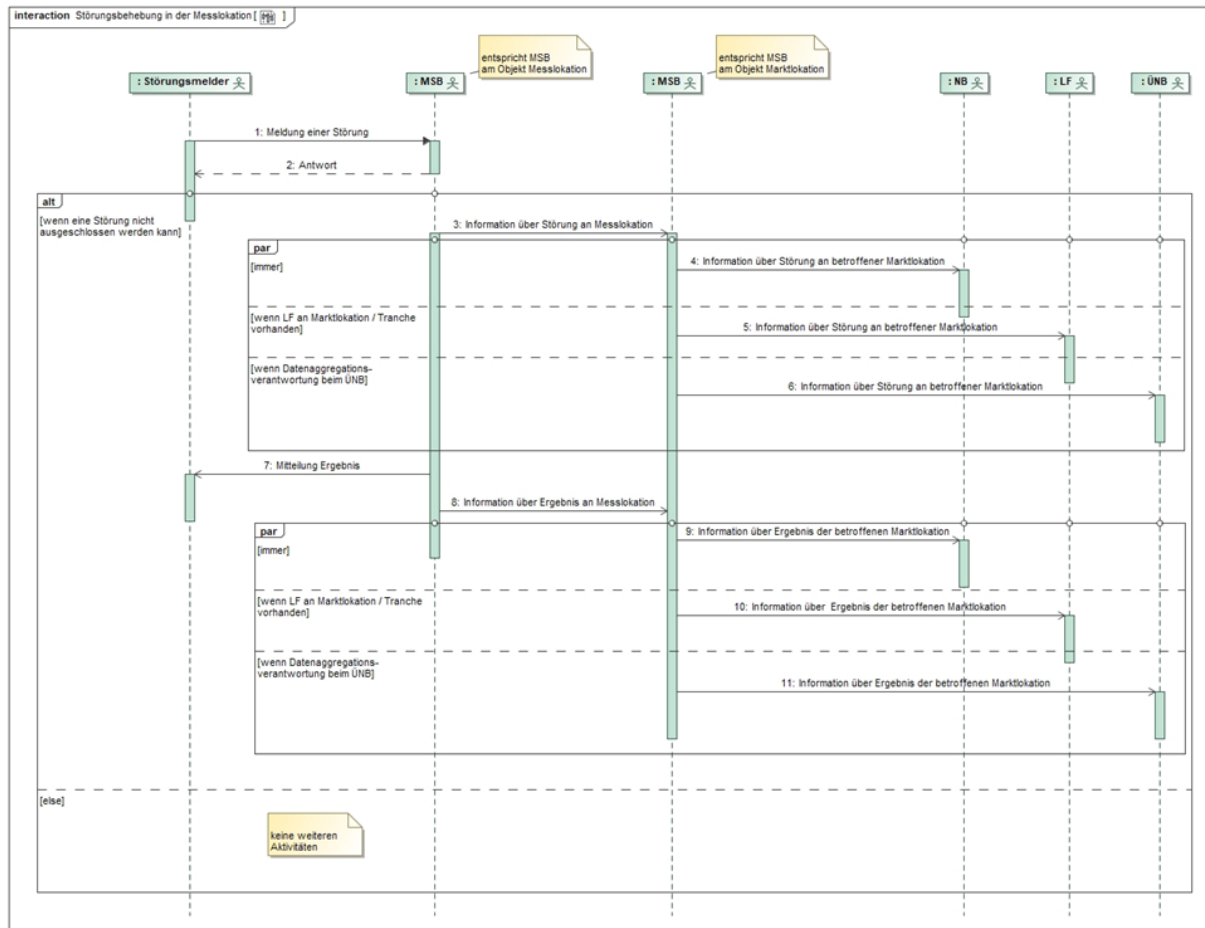 interaction Störungsbehebung in der Messlokation [ ]
entspricht MSB
am Objekt Messlokation
entspricht MSB
am Objekt Marktlokation
: Störungsmelder
: MSB
: MSB
: NB
: LF
: ÜNB
1: Meldung einer Störung
2: Antwort
alt
[wenn eine Störung nicht
ausgeschlossen werden kann]
3: Information über Störung an Messlokation
par
[immer]
4: Information über Störung an betroffener Marktlokation
[wenn LF an Marktlokation / Tranche
vorhanden]
5: Information über Störung an betroffener Marktlokation
[wenn Datenaggregations-
verantwortung beim ÜNB]
6: Information über Störung an betroffener Marktlokation
7: Mitteilung Ergebnis
8: Information über Ergebnis an Messlokation
par
[immer]
9: Information über Ergebnis der betroffenen Marktlokation
[wenn LF an Marktlokation / Tranche
vorhanden]
10: Information über Ergebnis der betroffenen Marktlokation
[wenn Datenaggregations-
verantwortung beim ÜNB]
11: Information über Ergebnis der betroffenen Marktlokation
[else]
keine weiteren
Aktivitäten